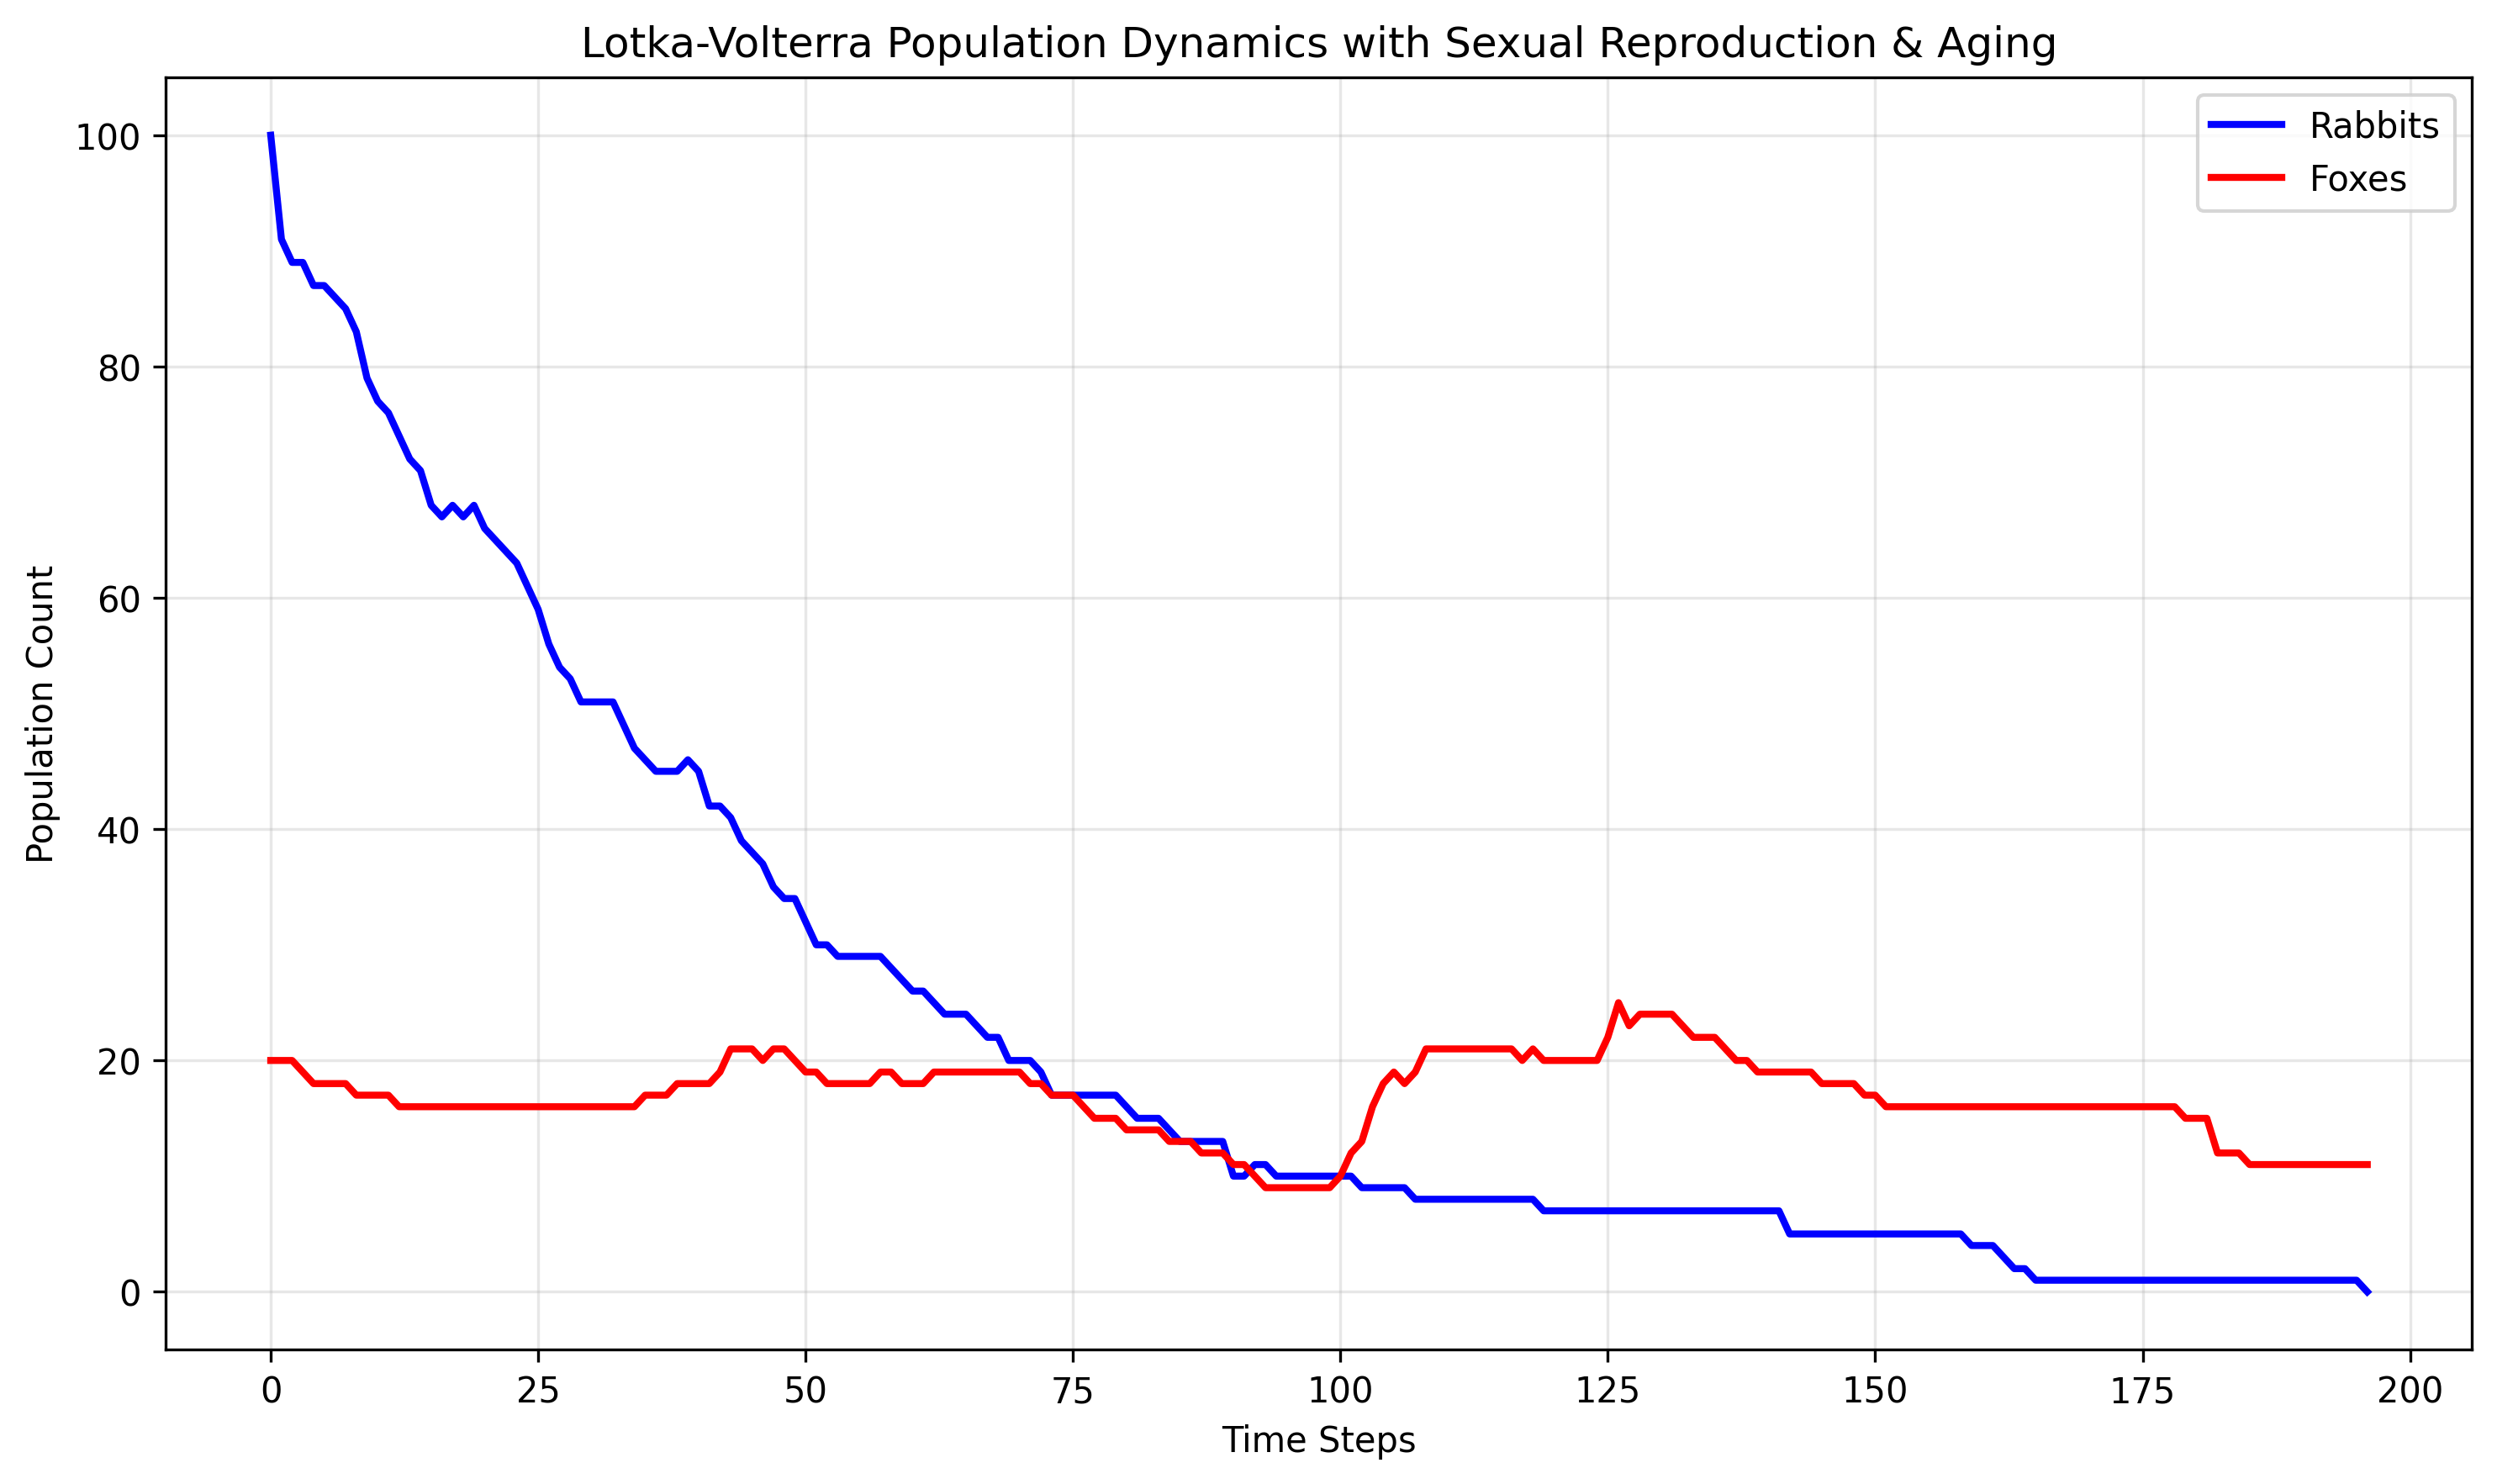 Lotka-Volterra Population Dynamics with Sexual Reproduction & Aging
Rabbits
Foxes
Population Count
100
80
60
40
20
0
0 25 50 75 100 125 150 175 200
Time Steps